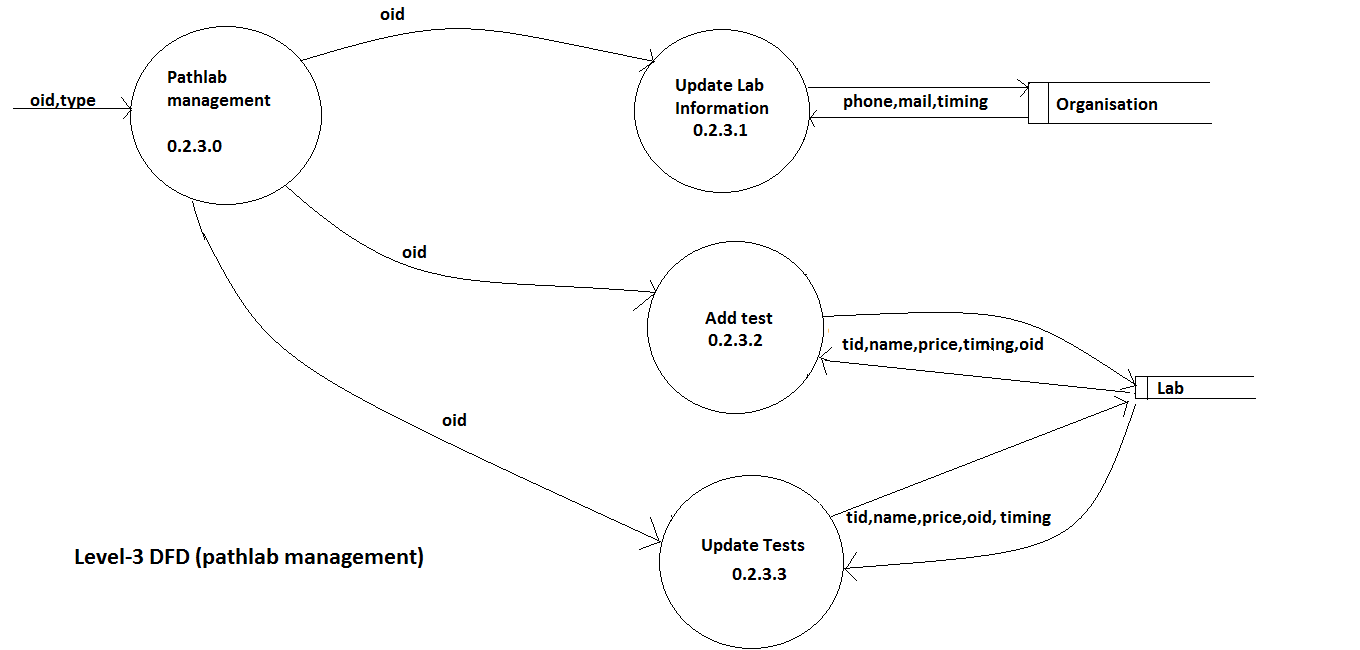 oid
Pathlab
management
0.2.3.0
oid,type
Update Lab
Information
0.2.3.1
phone,mail,timing
Organisation
oid
Add test
0.2.3.2
tid,name,price,timing,oid
Lab
oid
tid,name,price,oid, timing
Update Tests
0.2.3.3
Level-3 DFD (pathlab management)